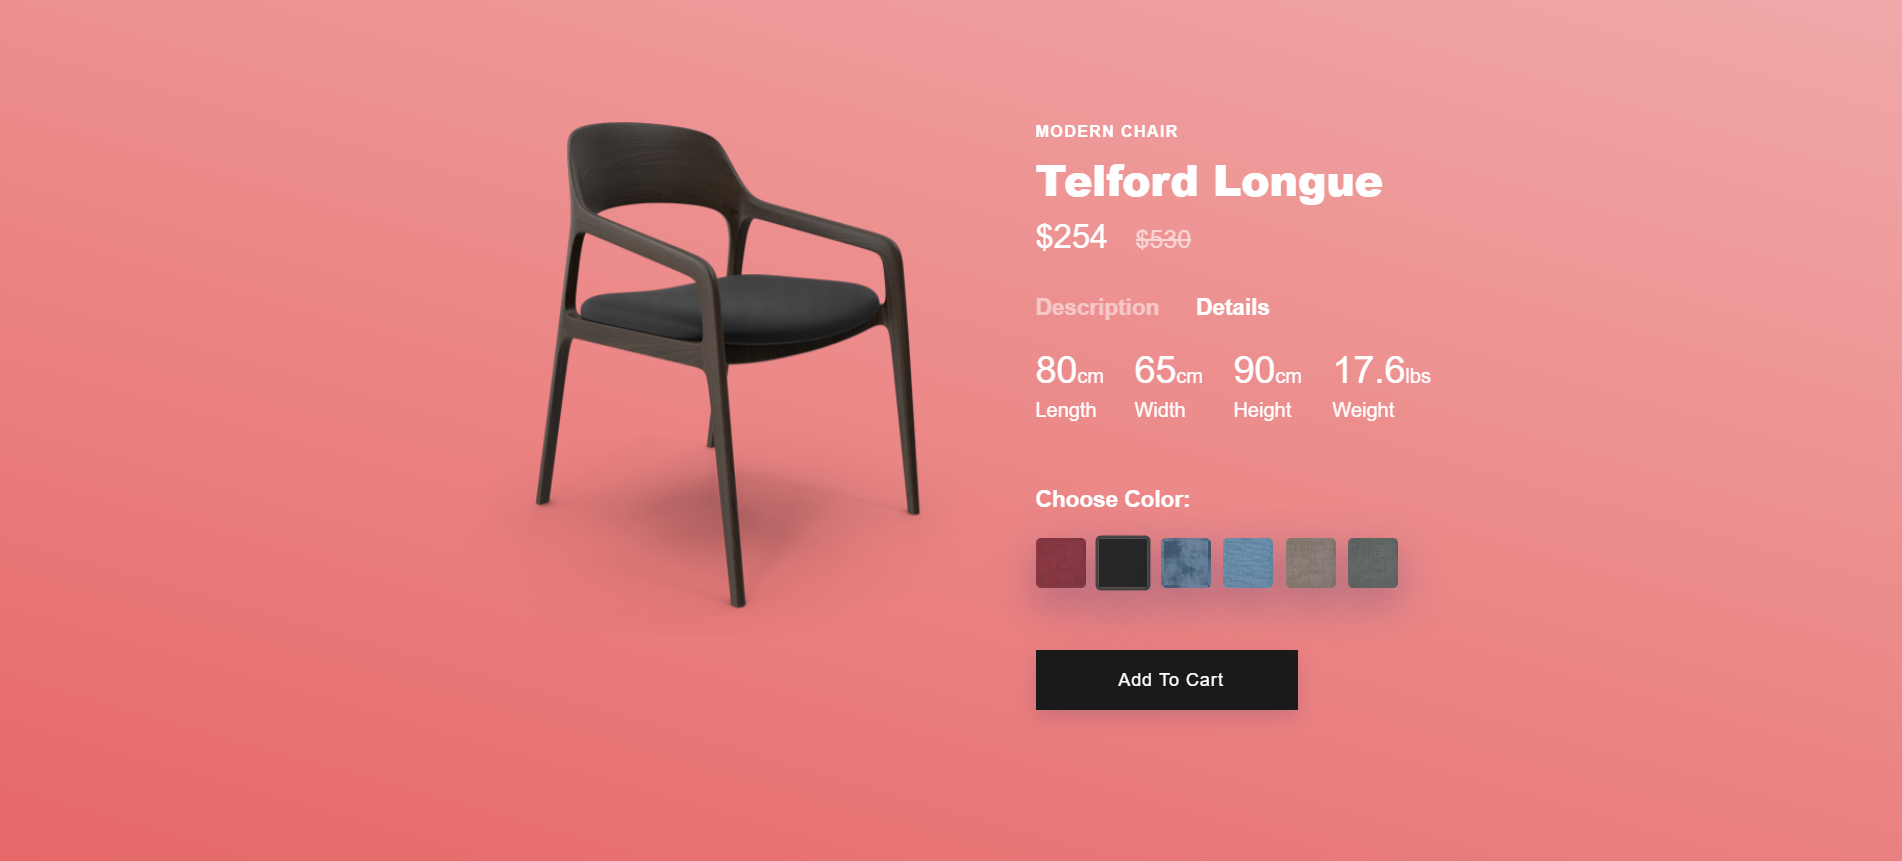 MODERN CHAIR
Telford Longue
$254 $530
Description Details
80cm 65cm 90cm 17.6lbs
Length Width Height Weight
Choose Color:
Add To Cart